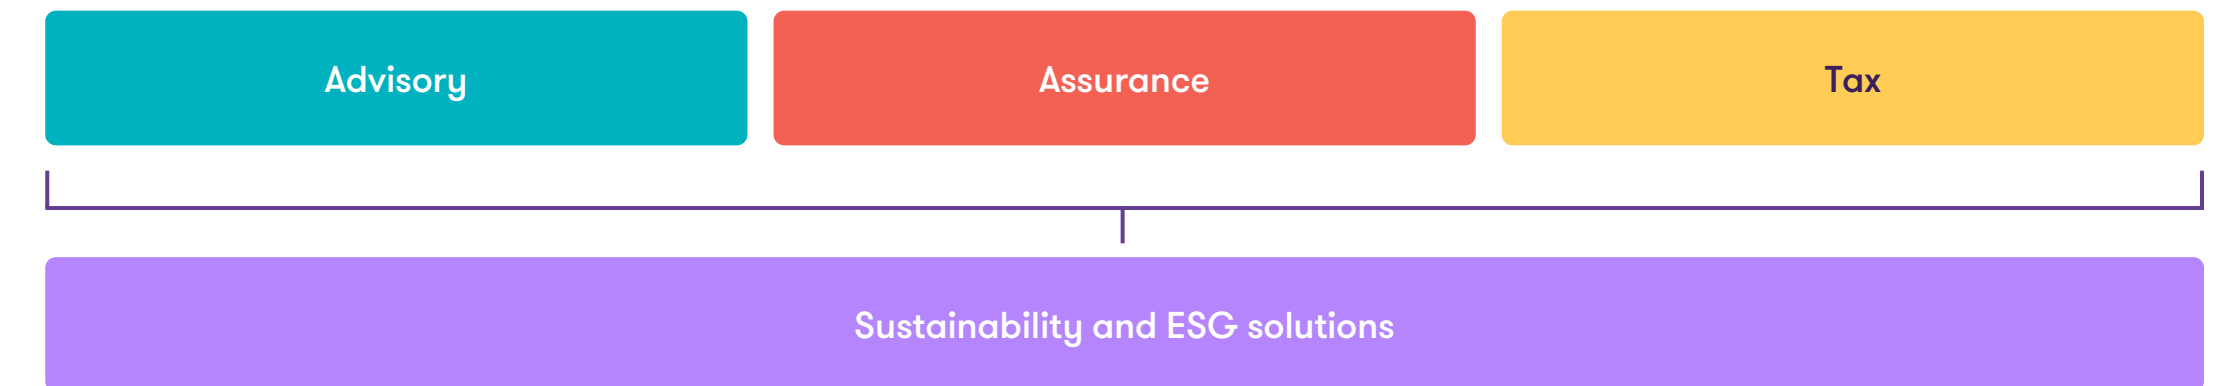 Advisory
Assurance
Tax
Sustainability and ESG solutions